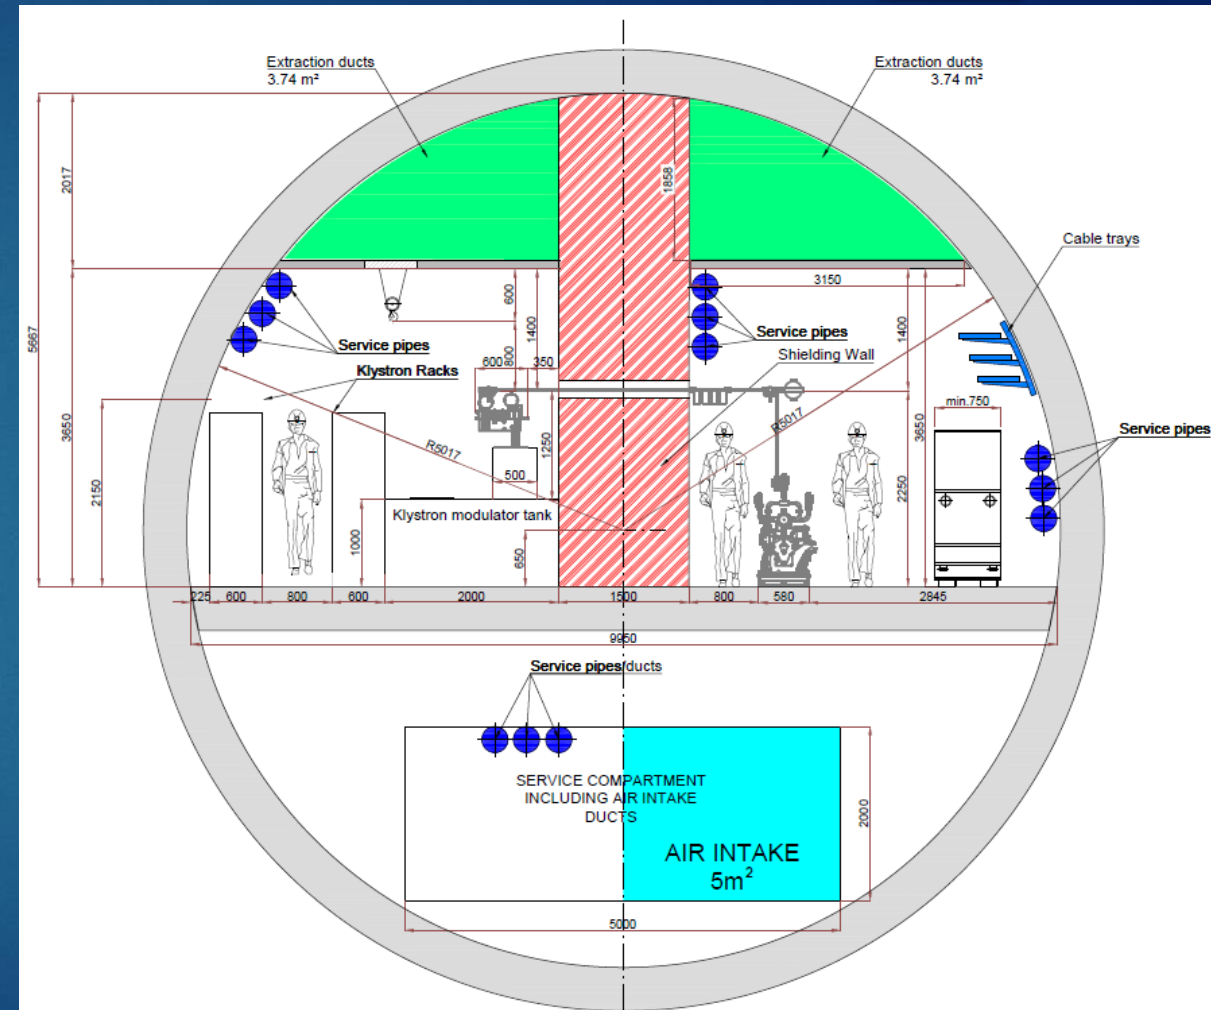 Extraction ducts
3.74 m²
Extraction ducts
3.74 m²
2017
1858
Cable trays
3150
600
1400
1400
5667
Service pipes
Service pipes
Shielding Wall
800
600
350
Klystron Racks
min.750
R5017
R5017
Service pipes
3650
3650
1250
2150
500
2250
Klystron modulator tank
1000
650
225
600
800
600
2000
1500
800
580
2845
9950
Service pipes/ducts
SERVICE COMPARTMENT
INCLUDING AIR INTAKE
DUCTS
2000
AIR INTAKE
5m²
5000